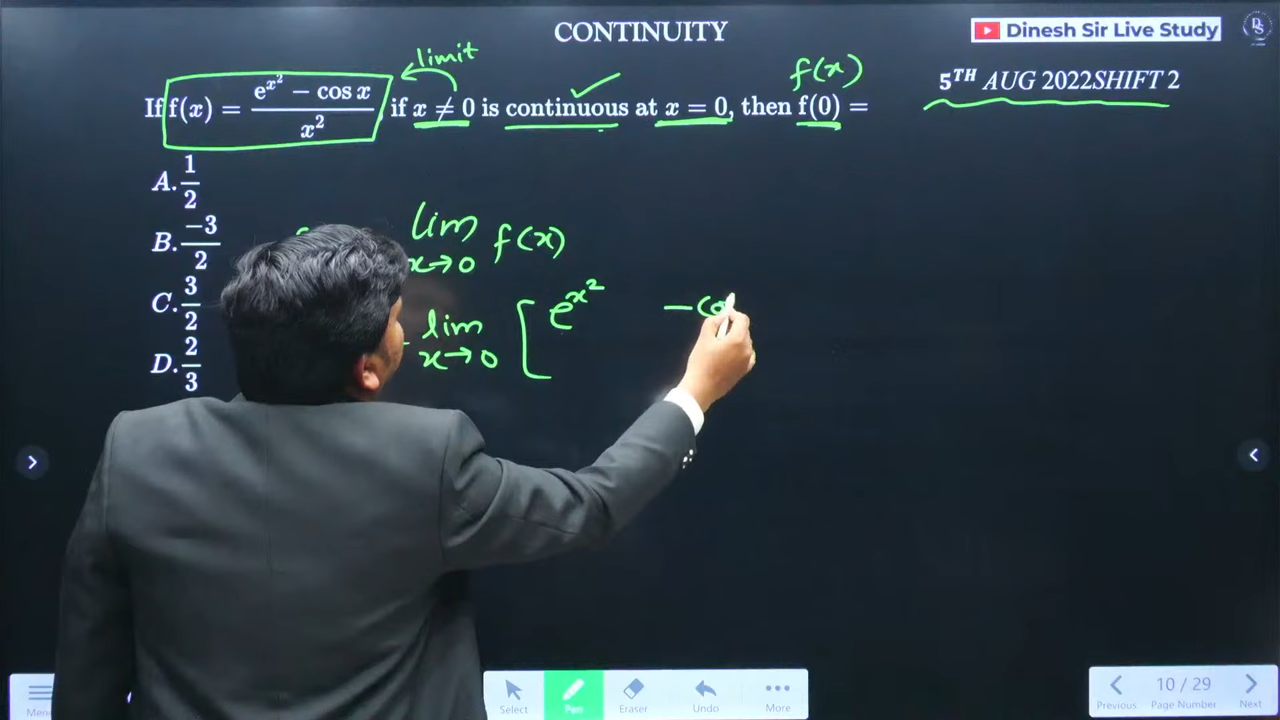 CONTINUITY
Dinesh Sir Live Study
DS
limit
f(x)
5ᵀᴴ AUG 2022SHIFT 2
If f(x) = (e^{x²} − cos x)/x², if x ≠ 0 is continuous at x = 0, then f(0) =
A. 1/2
B. −3/2
C. 3/2
D. 2/3
lim x→0 f(x)
lim x→0 [ e^{x²} − co
Select
Pen
Eraser
Undo
More
Previous
10 / 29
Page Number
Next